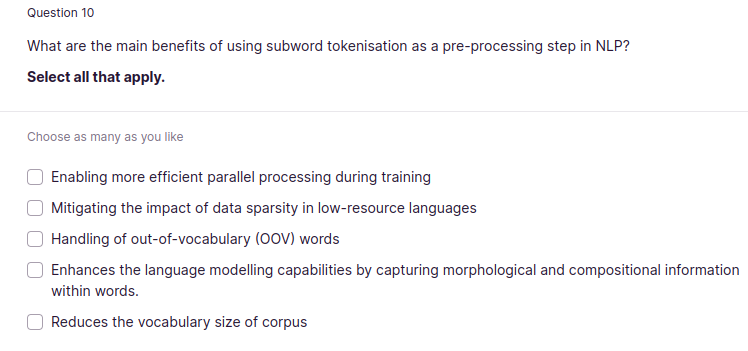 Question 10
What are the main benefits of using subword tokenisation as a pre-processing step in NLP?
Select all that apply.
Choose as many as you like
Enabling more efficient parallel processing during training
Mitigating the impact of data sparsity in low-resource languages
Handling of out-of-vocabulary (OOV) words
Enhances the language modelling capabilities by capturing morphological and compositional information
within words.
Reduces the vocabulary size of corpus